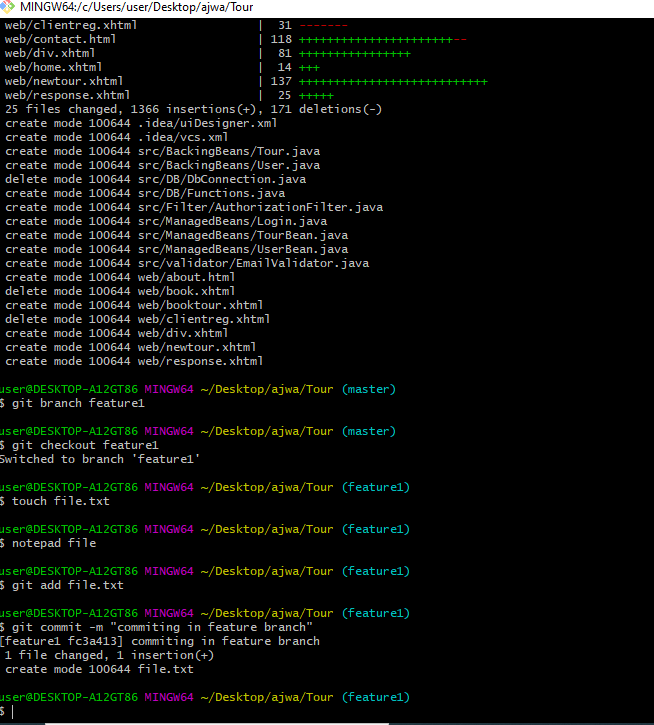 MINGW64:/c/Users/user/Desktop/ajwa/Tour
web/clientreg.xhtml | 31 -------
web/contact.html | 118 ++++++++++++++++++++++--
web/div.xhtml | 81 ++++++++++++++++
web/home.xhtml | 14 +++
web/newtour.xhtml | 137 +++++++++++++++++++++++++++
web/response.xhtml | 25 +++++
25 files changed, 1366 insertions(+), 171 deletions(-)
create mode 100644 .idea/uiDesigner.xml
create mode 100644 .idea/vcs.xml
create mode 100644 src/BackingBeans/Tour.java
create mode 100644 src/BackingBeans/User.java
delete mode 100644 src/DB/DbConnection.java
create mode 100644 src/DB/Functions.java
create mode 100644 src/Filter/AuthorizationFilter.java
create mode 100644 src/ManagedBeans/Login.java
create mode 100644 src/ManagedBeans/TourBean.java
create mode 100644 src/ManagedBeans/UserBean.java
create mode 100644 src/validator/EmailValidator.java
create mode 100644 web/about.html
delete mode 100644 web/book.xhtml
create mode 100644 web/booktour.xhtml
delete mode 100644 web/clientreg.xhtml
create mode 100644 web/div.xhtml
create mode 100644 web/newtour.xhtml
create mode 100644 web/response.xhtml
user@DESKTOP-A12GT86 MINGW64 ~/Desktop/ajwa/Tour (master)
$ git branch feature1
user@DESKTOP-A12GT86 MINGW64 ~/Desktop/ajwa/Tour (master)
$ git checkout feature1
Switched to branch 'feature1'
user@DESKTOP-A12GT86 MINGW64 ~/Desktop/ajwa/Tour (feature1)
$ touch file.txt
user@DESKTOP-A12GT86 MINGW64 ~/Desktop/ajwa/Tour (feature1)
$ notepad file
user@DESKTOP-A12GT86 MINGW64 ~/Desktop/ajwa/Tour (feature1)
$ git add file.txt
user@DESKTOP-A12GT86 MINGW64 ~/Desktop/ajwa/Tour (feature1)
$ git commit -m "commiting in feature branch"
[feature1 fc3a413] commiting in feature branch
1 file changed, 1 insertion(+)
create mode 100644 file.txt
user@DESKTOP-A12GT86 MINGW64 ~/Desktop/ajwa/Tour (feature1)
$